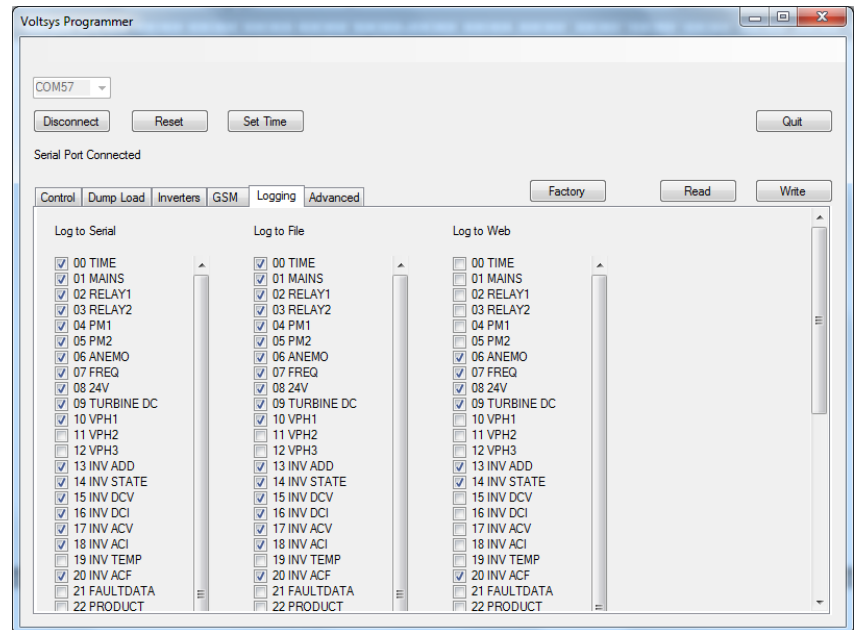 Voltsys Programmer
COM57
Disconnect Reset Set Time Quit
Serial Port Connected
Control Dump Load Inverters GSM Logging Advanced Factory Read Write
Log to Serial Log to File Log to Web
00 TIME 00 TIME 00 TIME
01 MAINS 01 MAINS 01 MAINS
02 RELAY1 02 RELAY1 02 RELAY1
03 RELAY2 03 RELAY2 03 RELAY2
04 PM1 04 PM1 04 PM1
05 PM2 05 PM2 05 PM2
06 ANEMO 06 ANEMO 06 ANEMO
07 FREQ 07 FREQ 07 FREQ
08 24V 08 24V 08 24V
09 TURBINE DC 09 TURBINE DC 09 TURBINE DC
10 VPH1 10 VPH1 10 VPH1
11 VPH2 11 VPH2 11 VPH2
12 VPH3 12 VPH3 12 VPH3
13 INV ADD 13 INV ADD 13 INV ADD
14 INV STATE 14 INV STATE 14 INV STATE
15 INV DCV 15 INV DCV 15 INV DCV
16 INV DCI 16 INV DCI 16 INV DCI
17 INV ACV 17 INV ACV 17 INV ACV
18 INV ACI 18 INV ACI 18 INV ACI
19 INV TEMP 19 INV TEMP 19 INV TEMP
20 INV ACF 20 INV ACF 20 INV ACF
21 FAULTDATA 21 FAULTDATA 21 FAULTDATA
22 PRODUCT 22 PRODUCT 22 PRODUCT